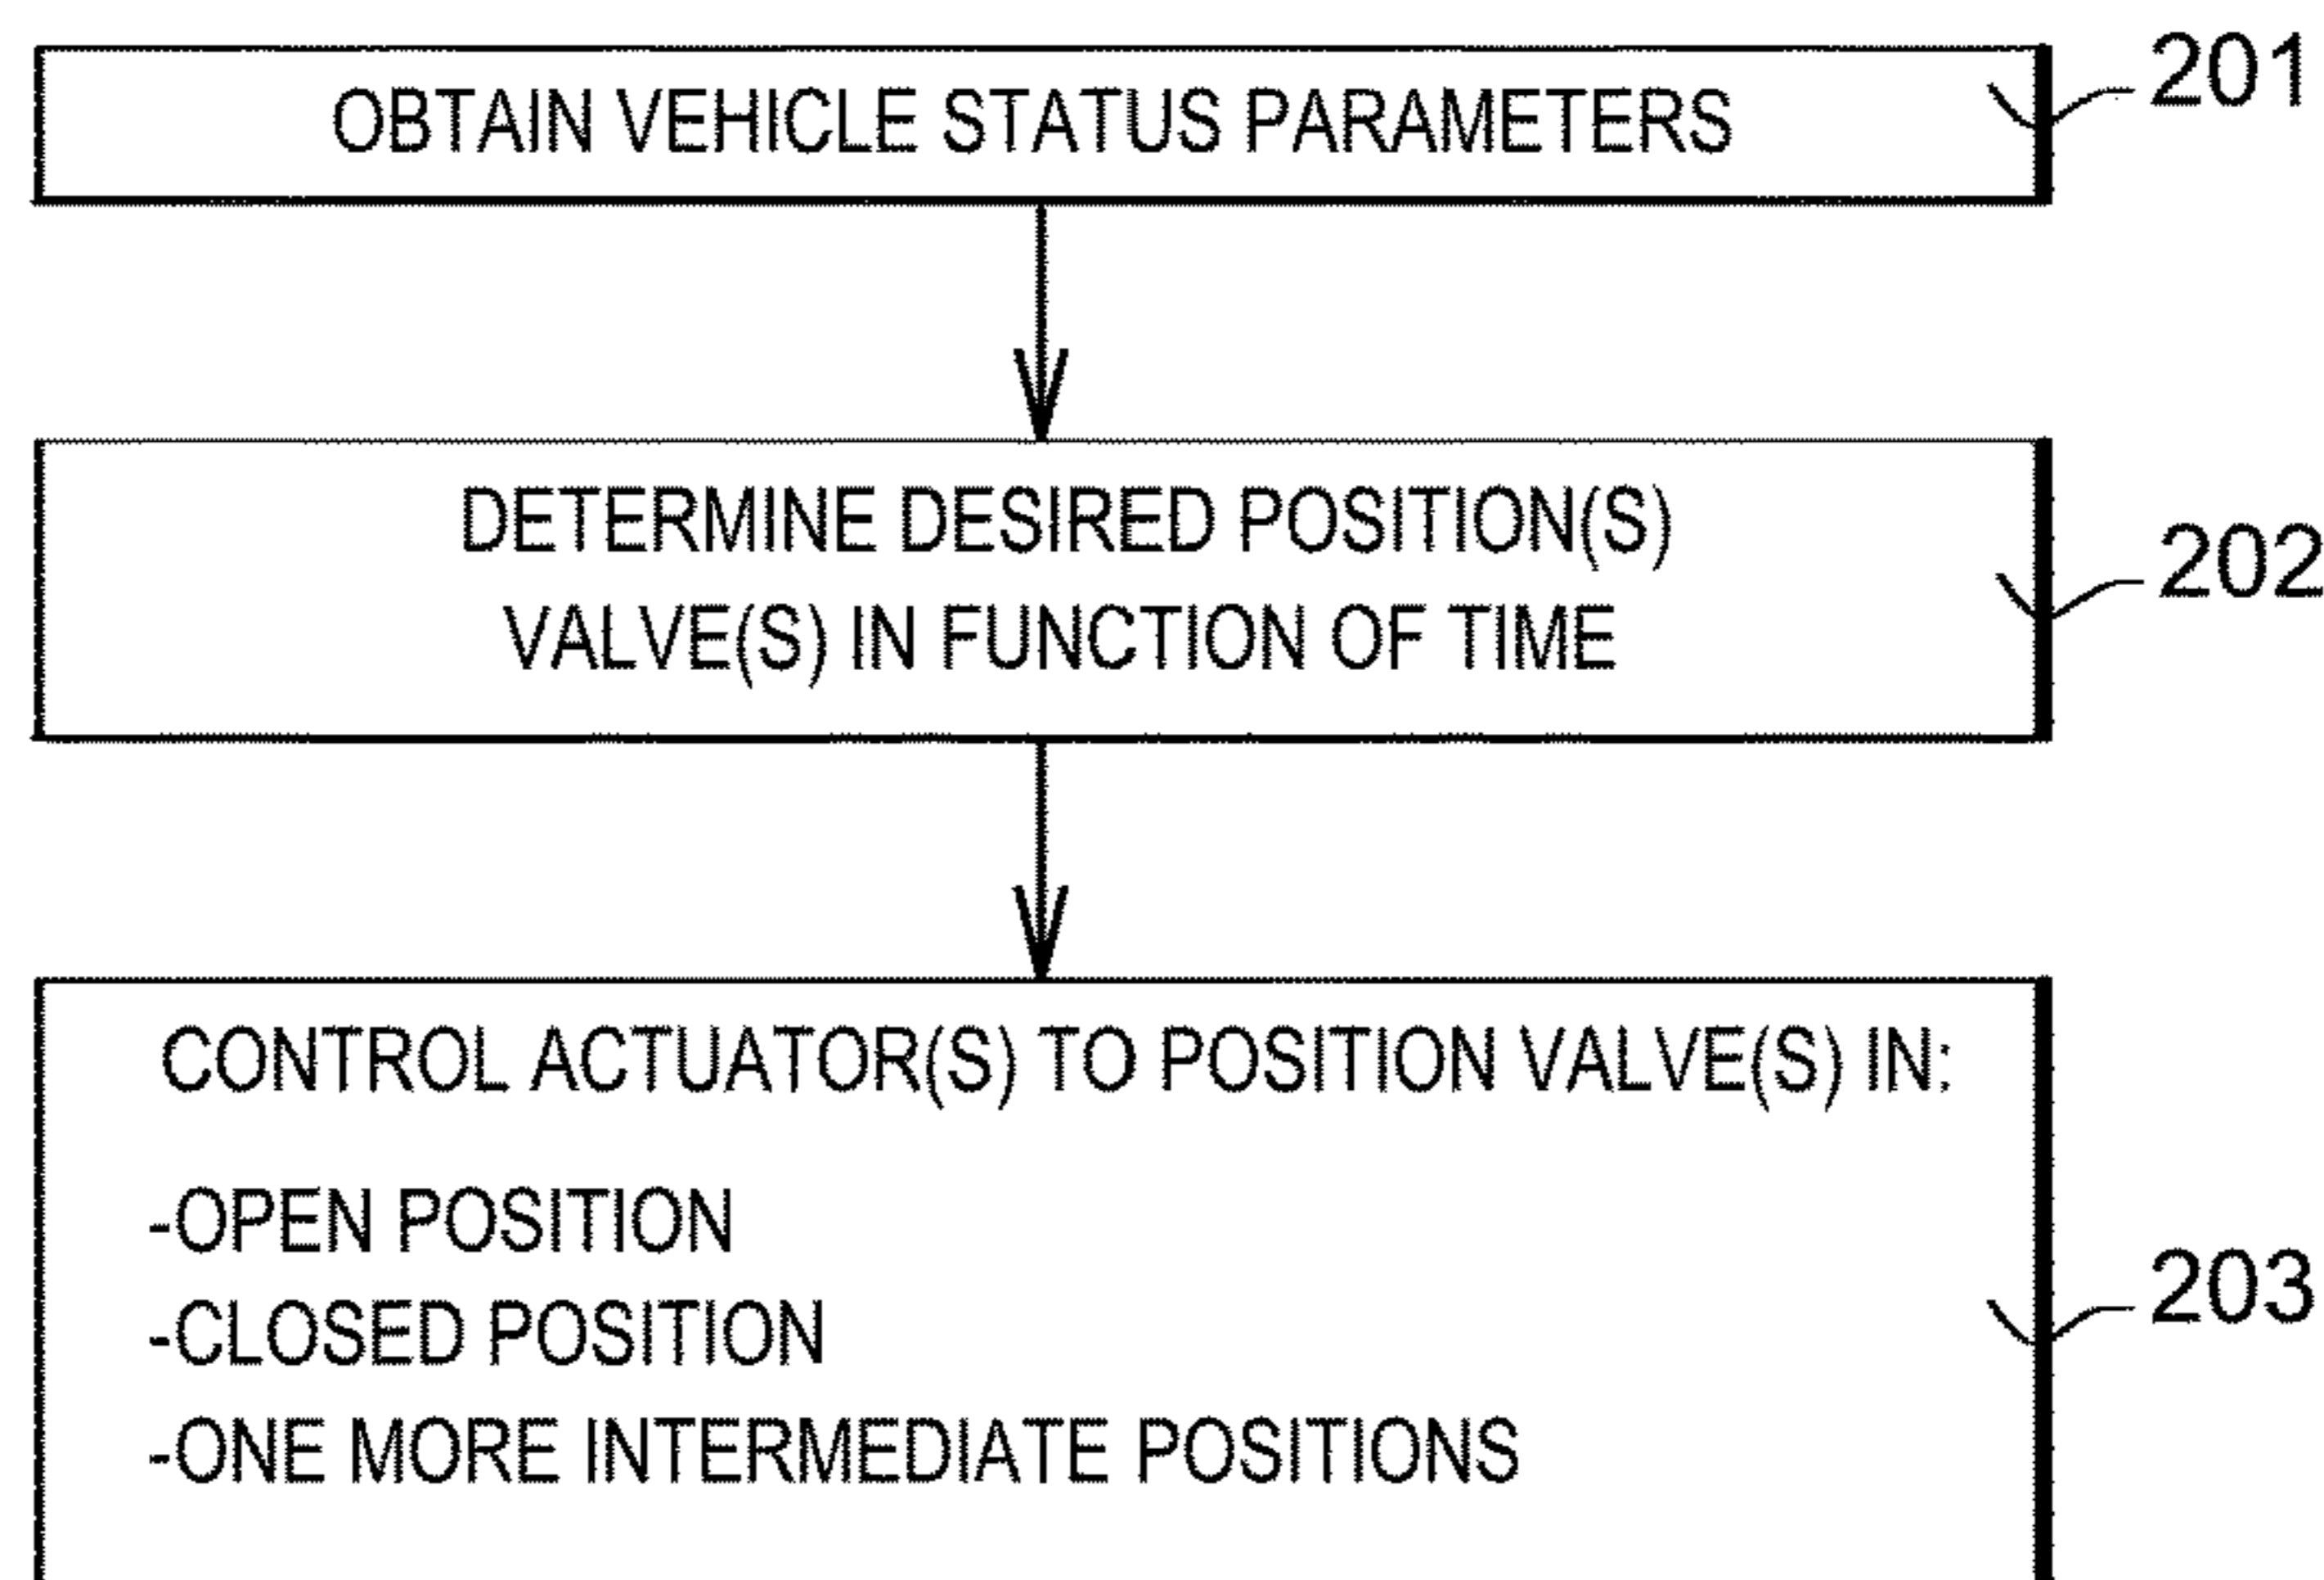 OBTAIN VEHICLE STATUS PARAMETERS
201
DETERMINE DESIRED POSITION(S)
VALVE(S) IN FUNCTION OF TIME
202
CONTROL ACTUATOR(S) TO POSITION VALVE(S) IN:
-OPEN POSITION
-CLOSED POSITION
-ONE MORE INTERMEDIATE POSITIONS
203